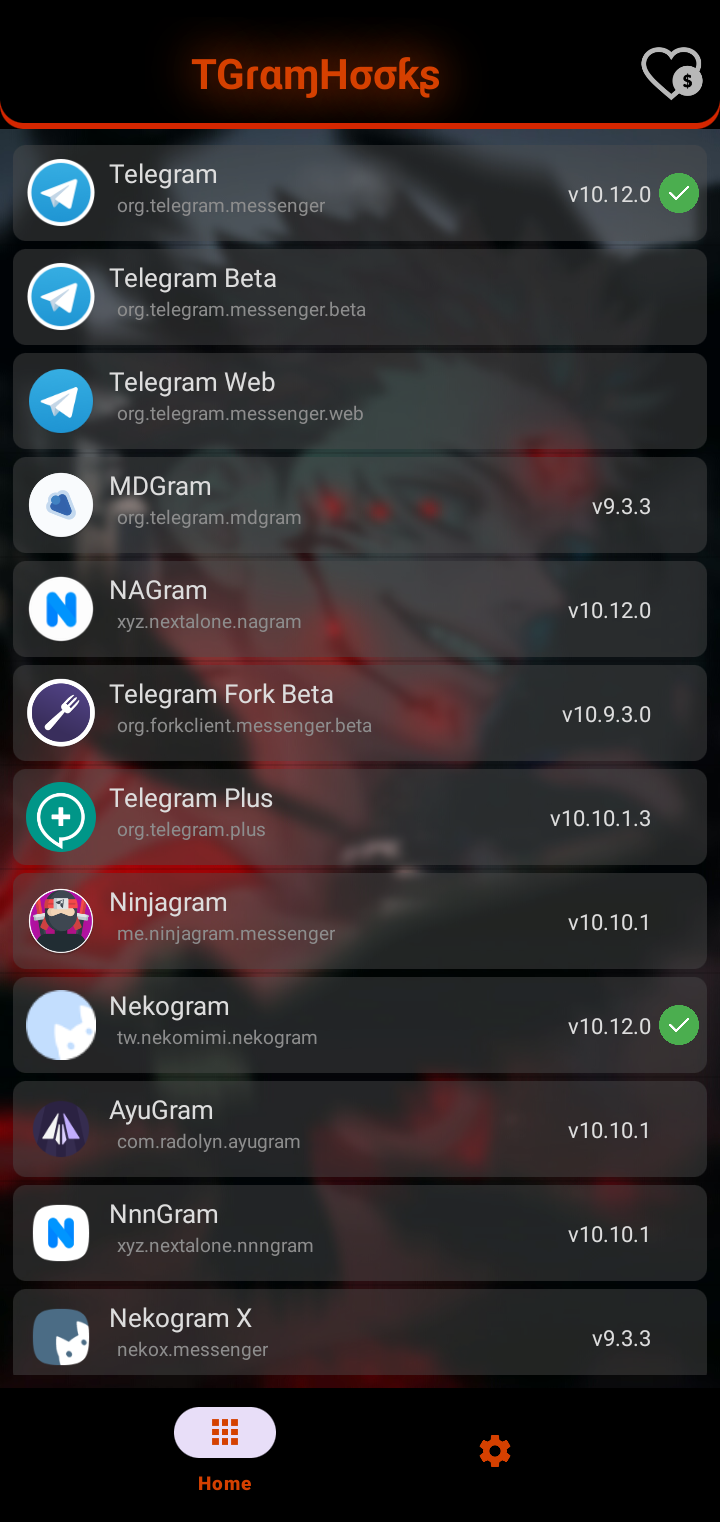 TGɾαɱHσσƙʂ
$
Telegram
org.telegram.messenger
v10.12.0
Telegram Beta
org.telegram.messenger.beta
Telegram Web
org.telegram.messenger.web
MDGram
org.telegram.mdgram
v9.3.3
NAGram
xyz.nextalone.nagram
v10.12.0
Telegram Fork Beta
org.forkclient.messenger.beta
v10.9.3.0
Telegram Plus
org.telegram.plus
v10.10.1.3
Ninjagram
me.ninjagram.messenger
v10.10.1
Nekogram
tw.nekomimi.nekogram
v10.12.0
AyuGram
com.radolyn.ayugram
v10.10.1
NnnGram
xyz.nextalone.nnngram
v10.10.1
Nekogram X
nekox.messenger
v9.3.3
Home